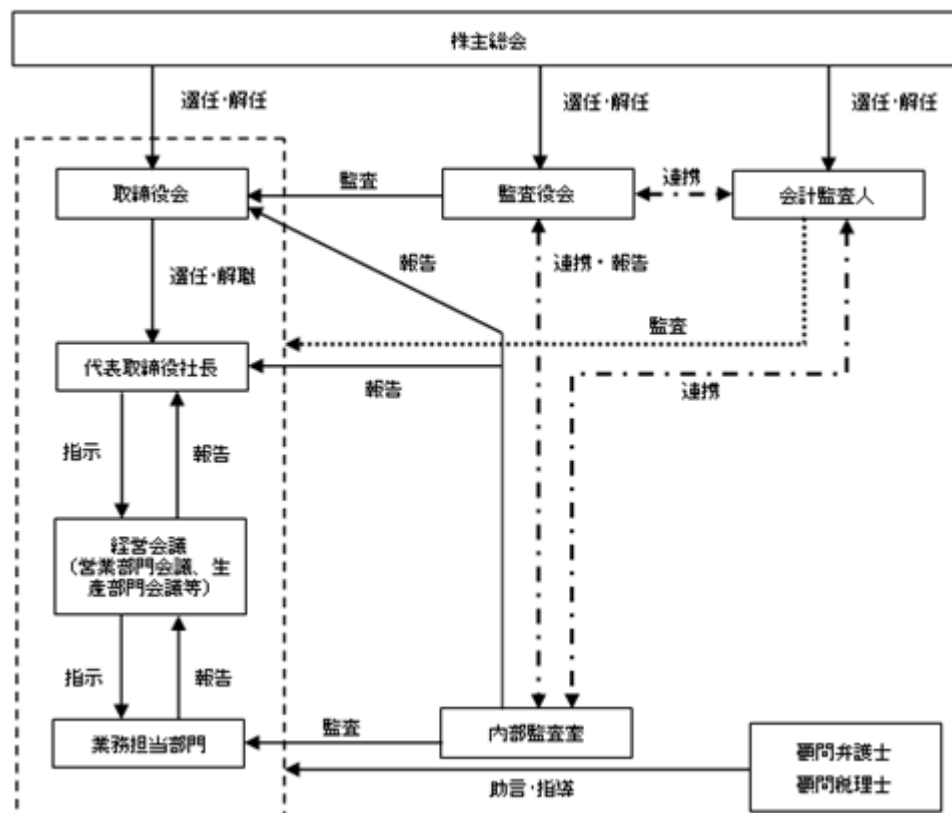 株主総会
選任・解任
選任・解任
選任・解任
取締役会
監査
監査役会
連携
会計監査人
選任・解職
報告
連携・報告
監査
代表取締役社長
報告
連携
指示
報告
経営会議
(営業部門会議、生
産部門会議等)
指示
報告
業務担当部門
監査
内部監査室
助言・指導
顧問弁護士
顧問税理士